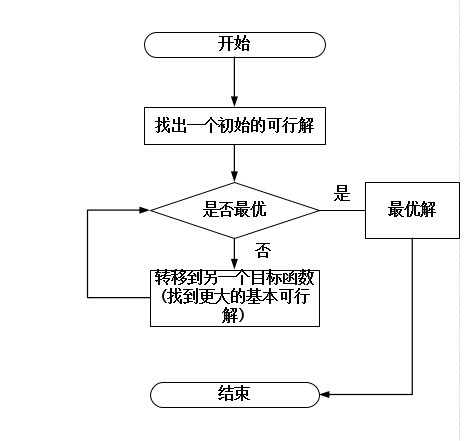 开始
找出一个初始的可行解
是否最优
是
最优解
否
转移到另一个目标函数
(找到更大的基本可行
解)
结束